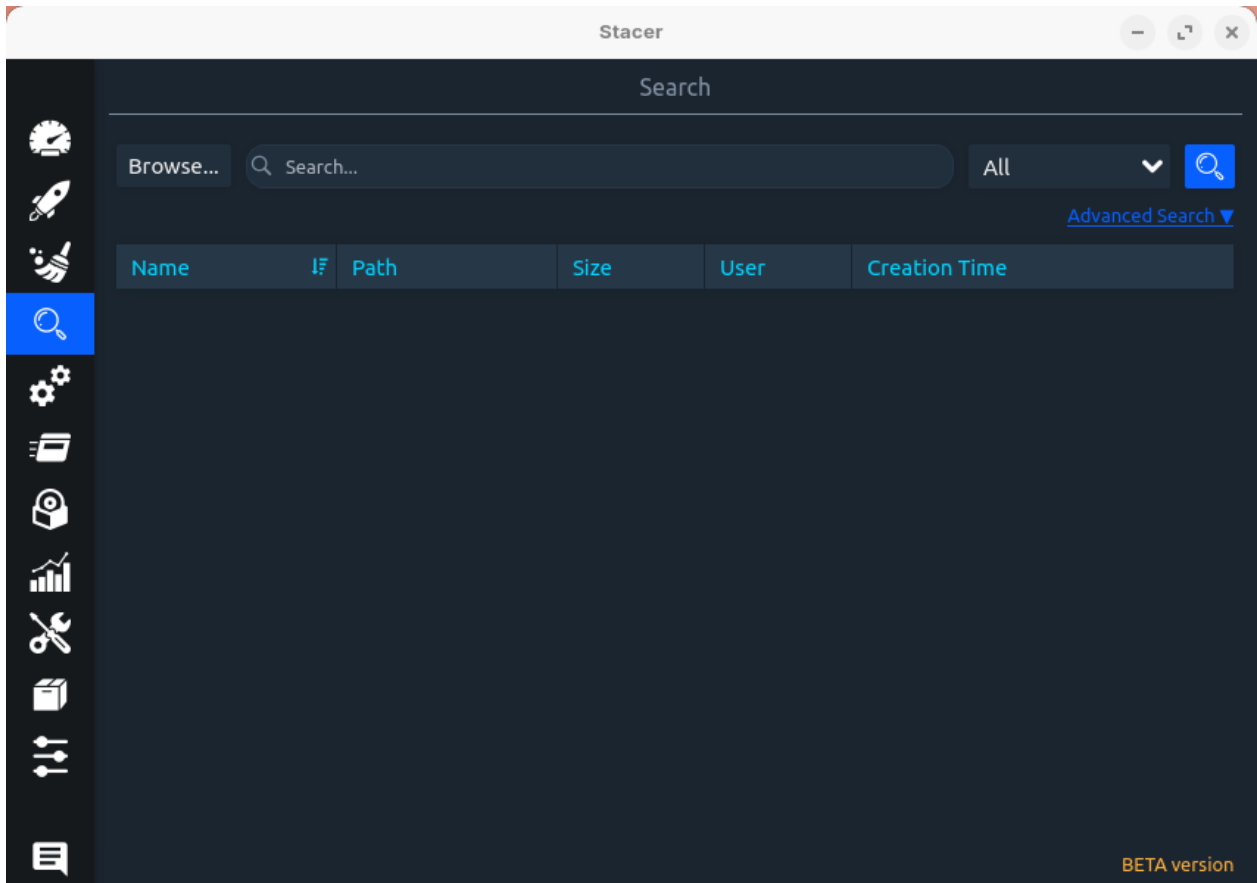 Stacer
Search
Browse... Search... All
Advanced Search ▼
Name Path Size User Creation Time
BETA version